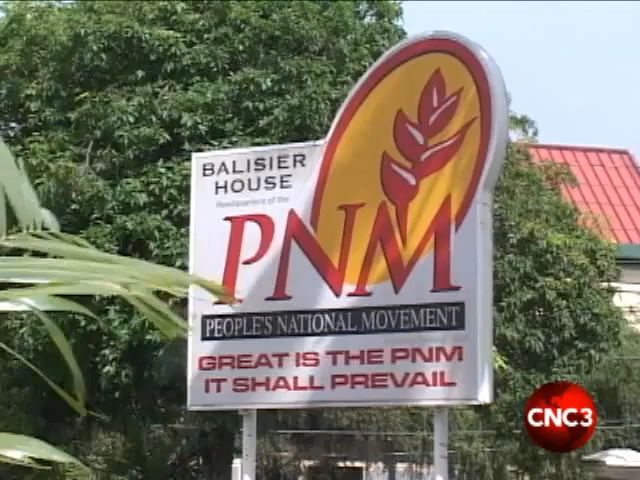 BALISIER
HOUSE
Headquarters of the
PNM
PEOPLE'S NATIONAL MOVEMENT
GREAT IS THE PNM
IT SHALL PREVAIL
CNC3